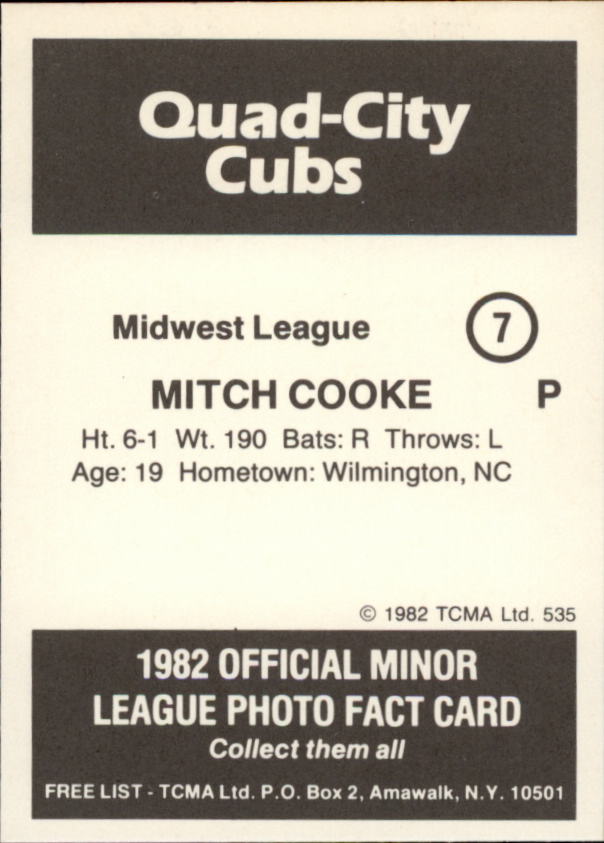 Quad-City
Cubs
Midwest League 7
MITCH COOKE P
Ht. 6-1 Wt. 190 Bats: R Throws: L
Age: 19 Hometown: Wilmington, NC
© 1982 TCMA Ltd. 535
1982 OFFICIAL MINOR
LEAGUE PHOTO FACT CARD
Collect them all
FREE LIST - TCMA Ltd. P.O. Box 2, Amawalk, N.Y. 10501